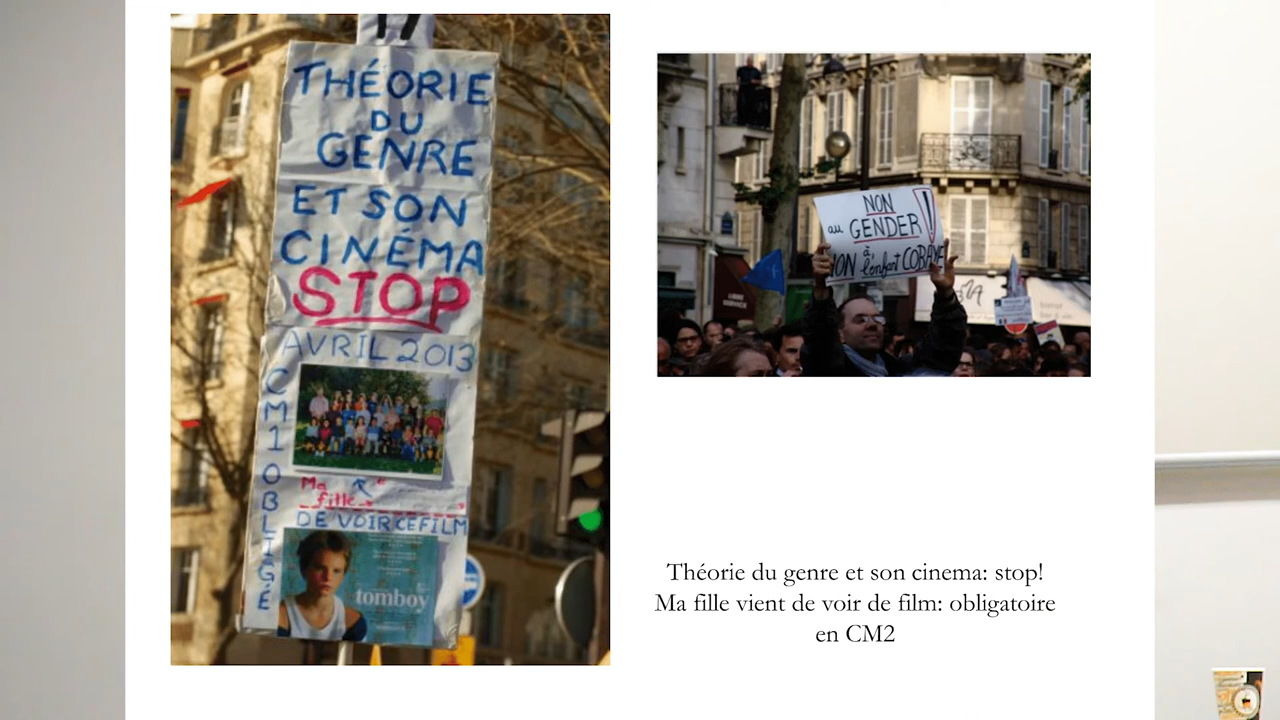 THÉORIE
DU
GENRE
ET SON
CINÉMA
STOP
AVRIL 2013
CM1 OBLIGÉ
Ma
fille
DE VOIR CE FILM
tomboy
NON
au GENDER !
NON à l'enfant COBAYE
LIBRE
SERVICE
Théorie du genre et son cinema: stop!
Ma fille vient de voir de film: obligatoire
en CM2